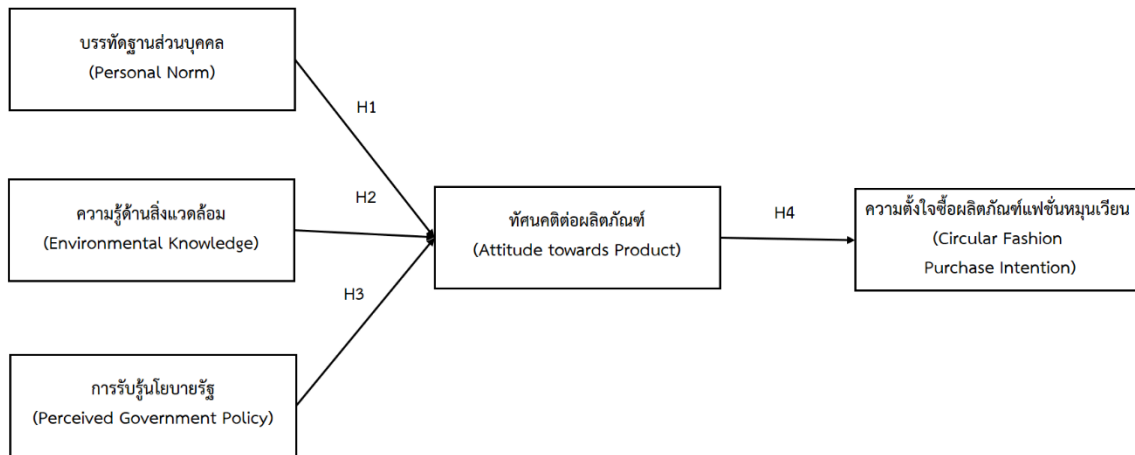 บรรทัดฐานส่วนบุคคล
(Personal Norm)
H1
ความรู้ด้านสิ่งแวดล้อม
(Environmental Knowledge)
H2
ทัศนคติต่อผลิตภัณฑ์
(Attitude towards Product)
H4
ความตั้งใจซื้อผลิตภัณฑ์แฟชั่นหมุนเวียน
(Circular Fashion
Purchase Intention)
H3
การรับรู้นโยบายรัฐ
(Perceived Government Policy)